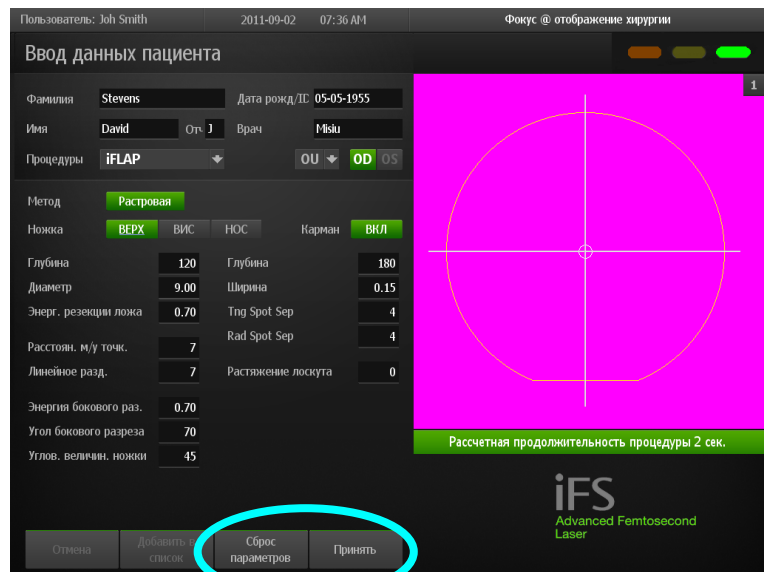 Пользователь: Joh Smith 2011-09-02 07:36 AM Фокус @ отображение хирургии
Ввод данных пациента
1
Фамилия Stevens Дата рожд/ID 05-05-1955
Имя David Отч J Врач Misiu
Процедуры iFLAP OU OD OS
Метод Растровая
Ножка ВЕРХ ВИС НОС Карман ВКЛ
Глубина 120 Глубина 180
Диаметр 9.00 Ширина 0.15
Энерг. резекции ложа 0.70 Tng Spot Sep 4
Rad Spot Sep 4
Расстоян. м/у точк. 7
Линейное разд. 7 Растяжение лоскута 0
Энергия бокового раз. 0.70
Угол бокового разреза 70
Углов. величин. ножки 45
Рассчетная продолжительность процедуры 2 сек.
iFS
Advanced Femtosecond
Laser
Отмена Добавить в список Сброс параметров Принять